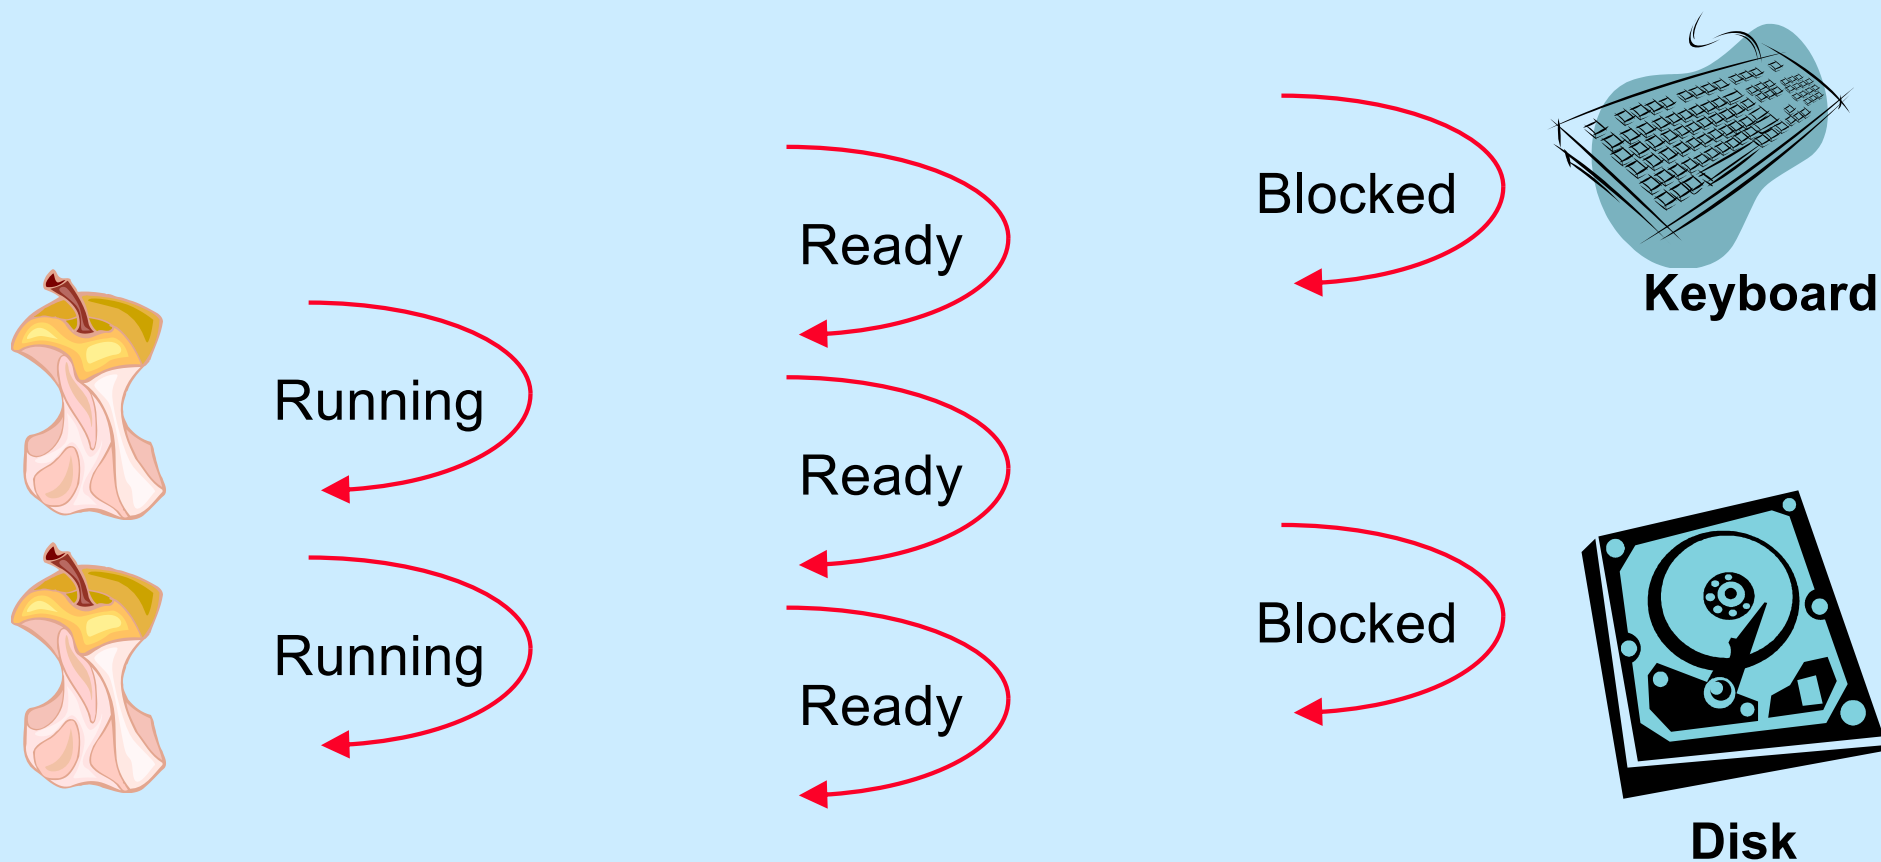 Running
Running
Ready
Ready
Ready
Blocked
Keyboard
Blocked
Disk